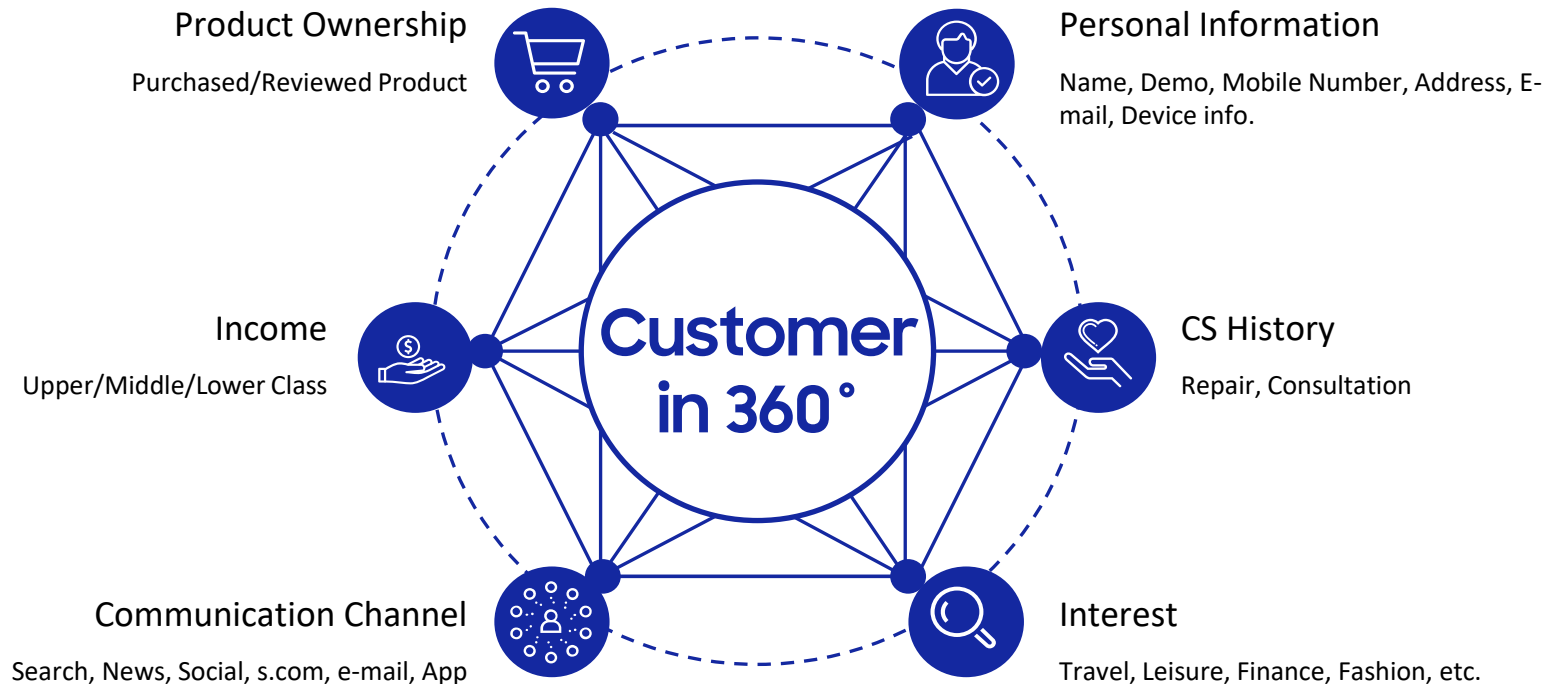 Product Ownership
Purchased/Reviewed Product
Personal Information
Name, Demo, Mobile Number, Address, E-
mail, Device info.
Income
Upper/Middle/Lower Class
Customer
in 360°
CS History
Repair, Consultation
Communication Channel
Search, News, Social, s.com, e-mail, App
Interest
Travel, Leisure, Finance, Fashion, etc.